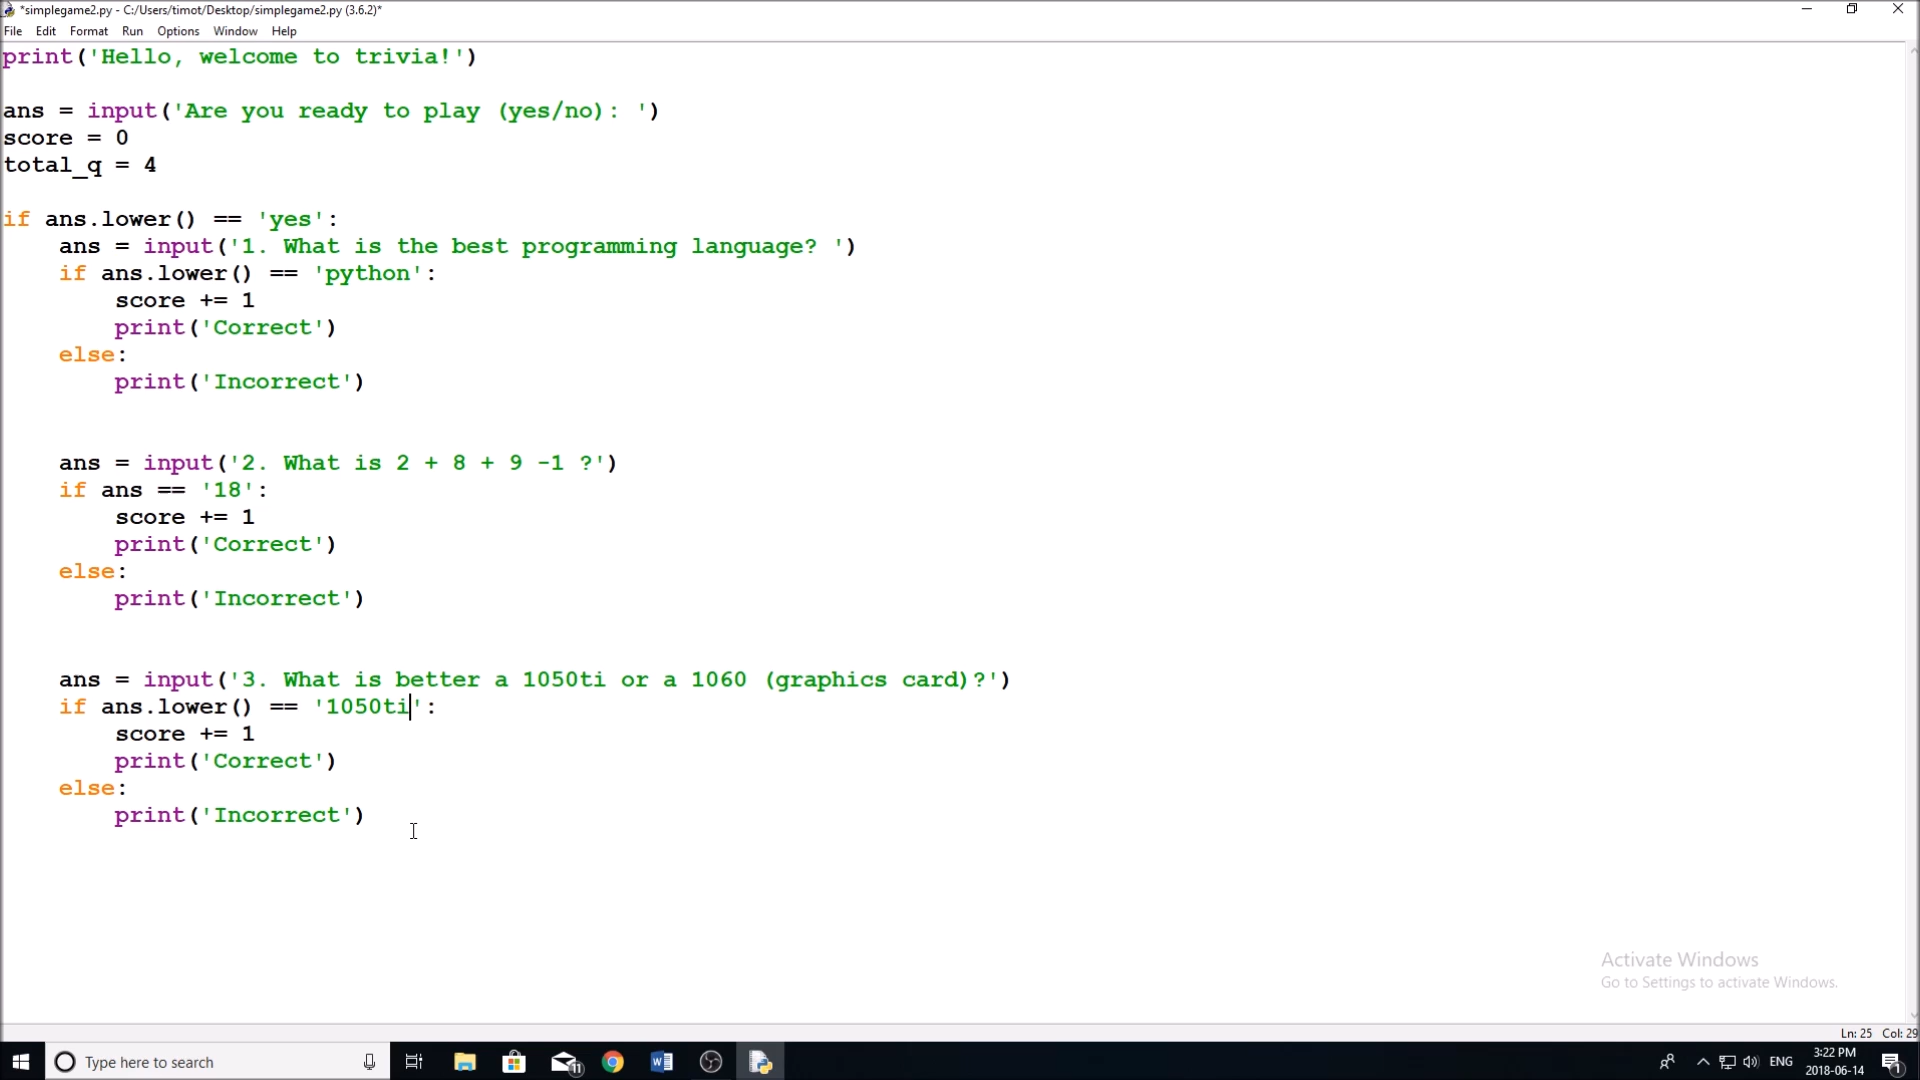 *simplegame2.py - C:/Users/timot/Desktop/simplegame2.py (3.6.2)*
File Edit Format Run Options Window Help
print('Hello, welcome to trivia!')
ans = input('Are you ready to play (yes/no): ')
score = 0
total_q = 4
if ans.lower() == 'yes':
    ans = input('1. What is the best programming language? ')
    if ans.lower() == 'python':
        score += 1
        print('Correct')
    else:
        print('Incorrect')
    ans = input('2. What is 2 + 8 + 9 -1 ?')
    if ans == '18':
        score += 1
        print('Correct')
    else:
        print('Incorrect')
    ans = input('3. What is better a 1050ti or a 1060 (graphics card)?')
    if ans.lower() == '1050ti':
        score += 1
        print('Correct')
    else:
        print('Incorrect')
Activate Windows
Go to Settings to activate Windows.
Ln: 25 Col: 29
Type here to search
11
ENG
3:22 PM
2018-06-14
1